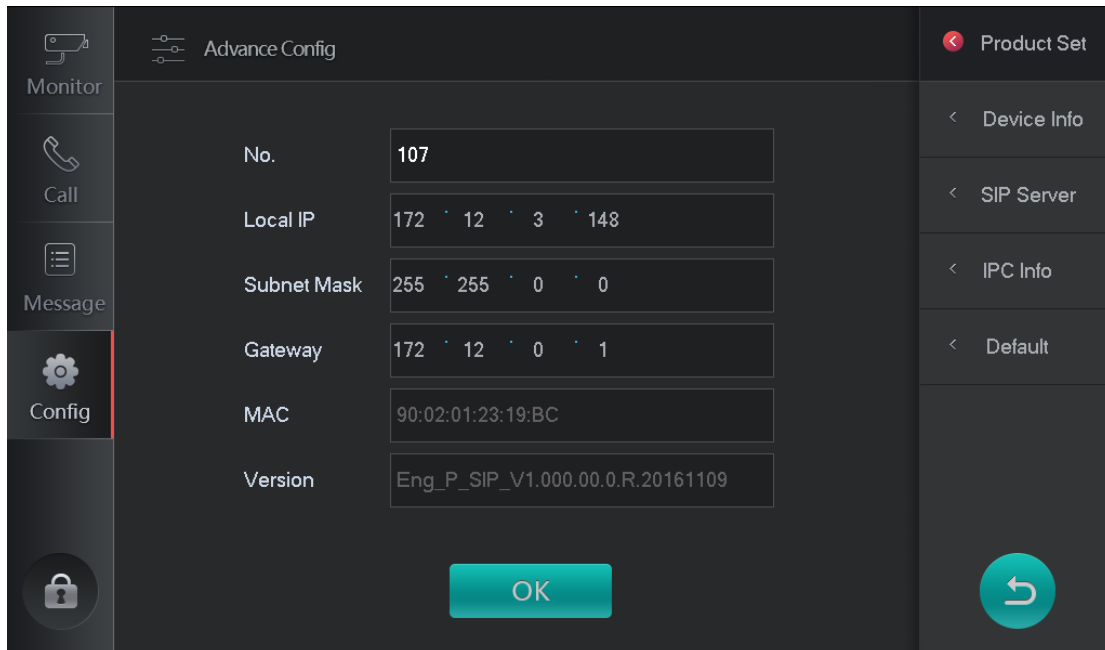 Monitor
Call
Message
Config
Advance Config
No. 107
Local IP 172 . 12 . 3 . 148
Subnet Mask 255 . 255 . 0 . 0
Gateway 172 . 12 . 0 . 1
MAC 90:02:01:23:19:BC
Version Eng_P_SIP_V1.000.00.0.R.20161109
OK
Product Set
Device Info
SIP Server
IPC Info
Default